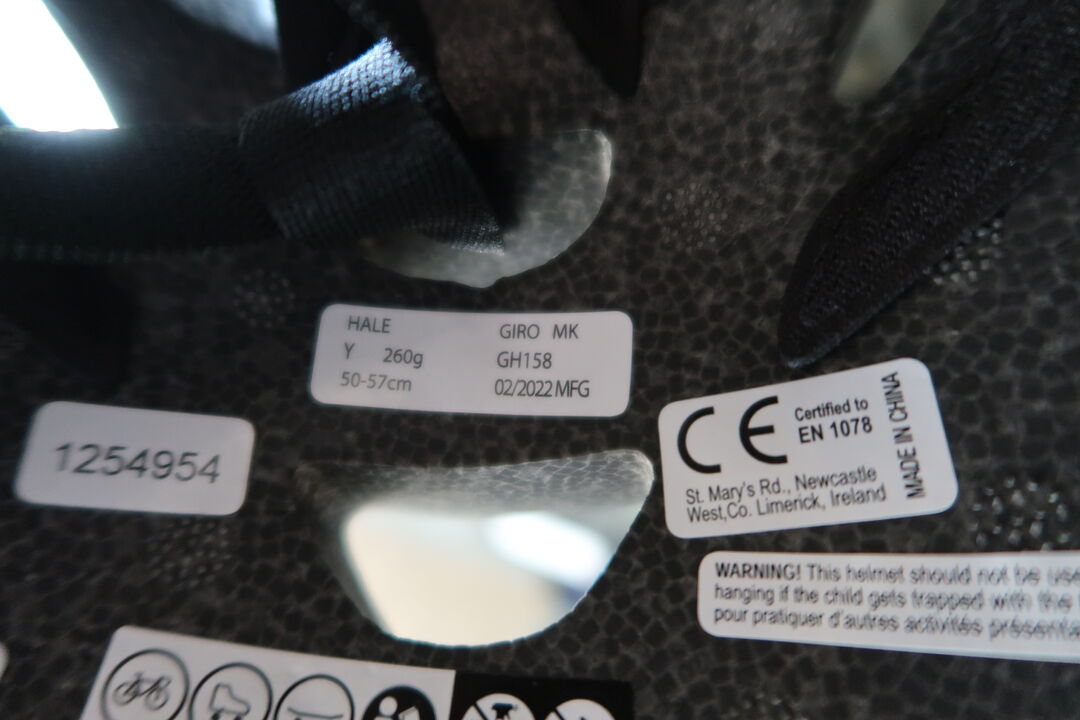 HALE
Y 260g
50-57cm
GIRO MK
GH158
02/2022 MFG
1254954
CE
Certified to
EN 1078
St. Mary's Rd., Newcastle
West,Co. Limerick, Ireland
MADE IN CHINA
WARNING! This helmet should not be use
hanging if the child gets trapped with the
pour pratiquer d'autres activités présenta